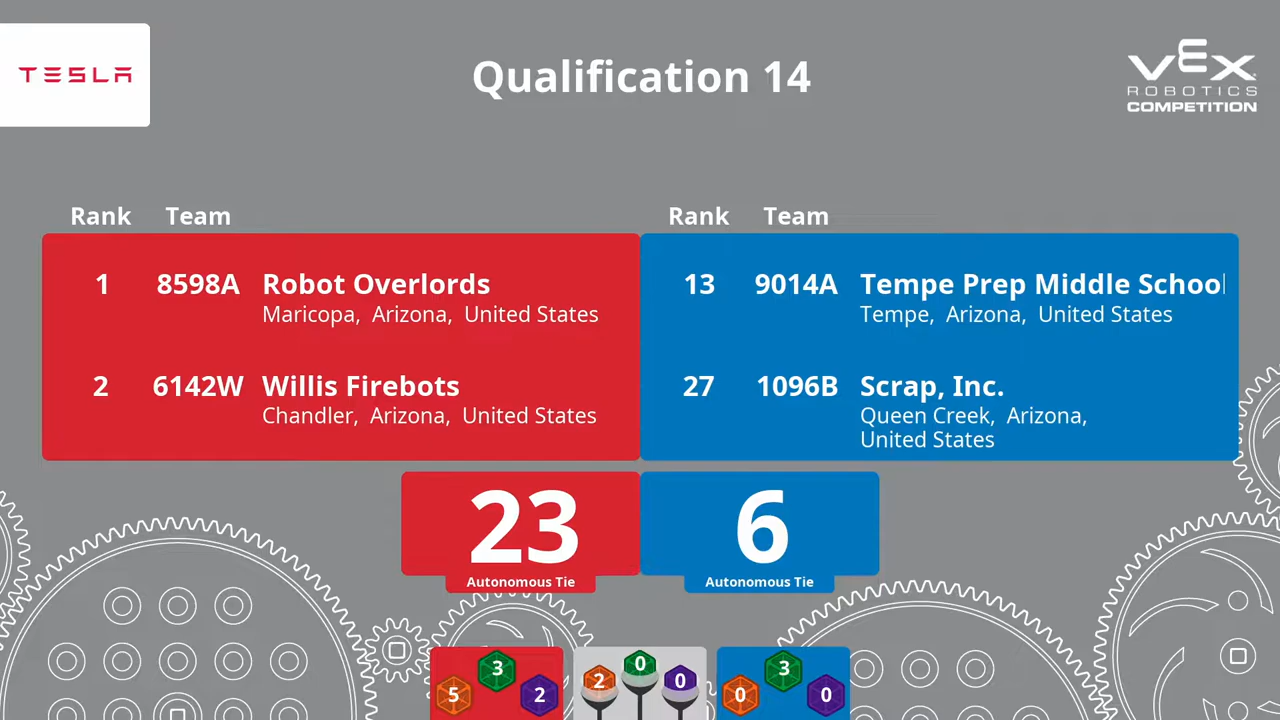 TESLA
Qualification 14
VEX
ROBOTICS
COMPETITION
Rank Team
Rank Team
1 8598A Robot Overlords
Maricopa, Arizona, United States
2 6142W Willis Firebots
Chandler, Arizona, United States
13 9014A Tempe Prep Middle School
Tempe, Arizona, United States
27 1096B Scrap, Inc.
Queen Creek, Arizona,
United States
23
Autonomous Tie
6
Autonomous Tie
5 3 2
2 0 0
0 3 0